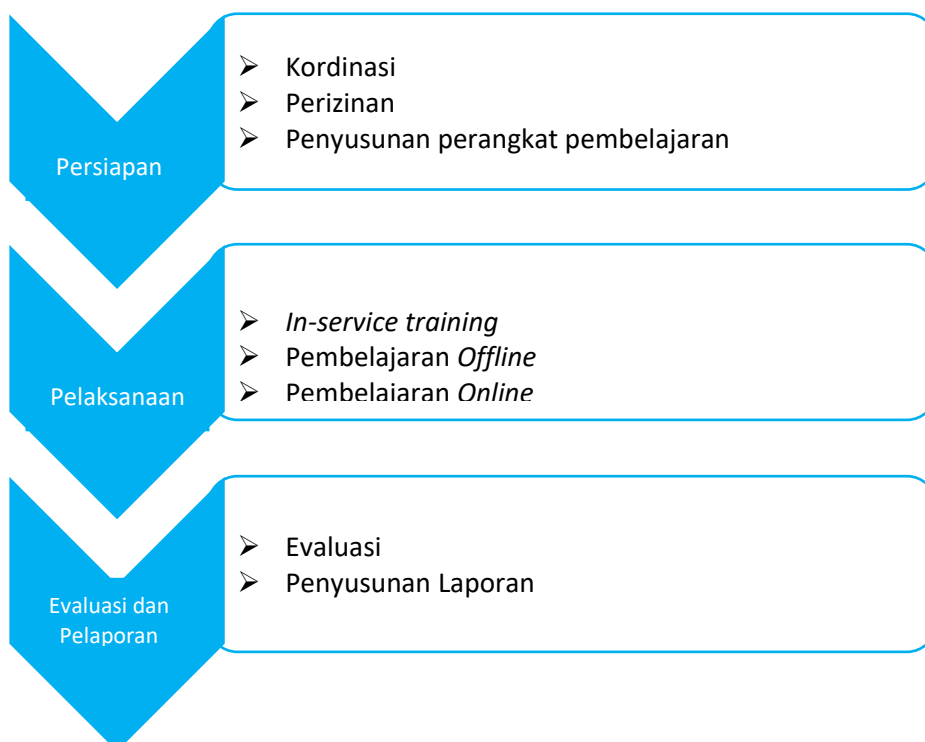 Persiapan
➢ Kordinasi
➢ Perizinan
➢ Penyusunan perangkat pembelajaran
Pelaksanaan
➢ In-service training
➢ Pembelajaran Offline
➢ Pembelajaran Online
Evaluasi dan
Pelaporan
➢ Evaluasi
➢ Penyusunan Laporan